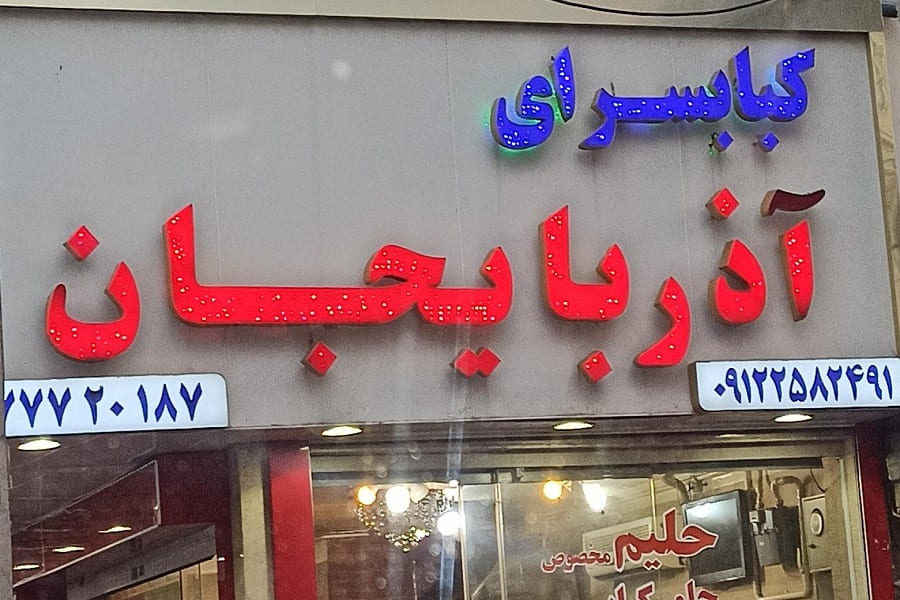 کبابسرای
آذربایجان
۷۷۷۲۰۱۸۷
۰۹۱۲۲۵۸۲۴۹۱
حلیم مخصوص